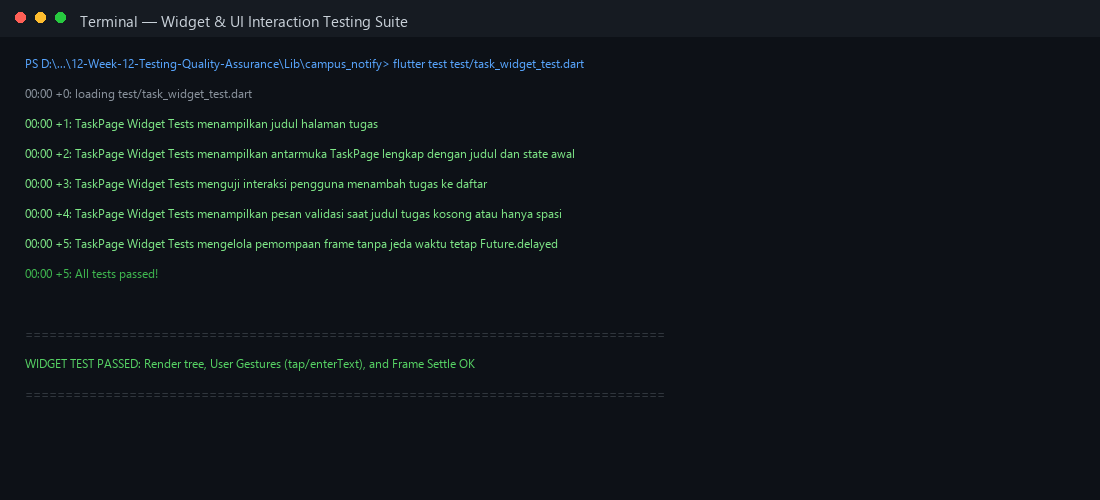 Terminal — Widget & UI Interaction Testing Suite
PS D:\...\12-Week-12-Testing-Quality-Assurance\Lib\campus_notify> flutter test test/task_widget_test.dart
00:00 +0: loading test/task_widget_test.dart
00:00 +1: TaskPage Widget Tests menampilkan judul halaman tugas
00:00 +2: TaskPage Widget Tests menampilkan antarmuka TaskPage lengkap dengan judul dan state awal
00:00 +3: TaskPage Widget Tests menguji interaksi pengguna menambah tugas ke daftar
00:00 +4: TaskPage Widget Tests menampilkan pesan validasi saat judul tugas kosong atau hanya spasi
00:00 +5: TaskPage Widget Tests mengelola pemompaan frame tanpa jeda waktu tetap Future.delayed
00:00 +5: All tests passed!
================================================================================
WIDGET TEST PASSED: Render tree, User Gestures (tap/enterText), and Frame Settle OK
================================================================================